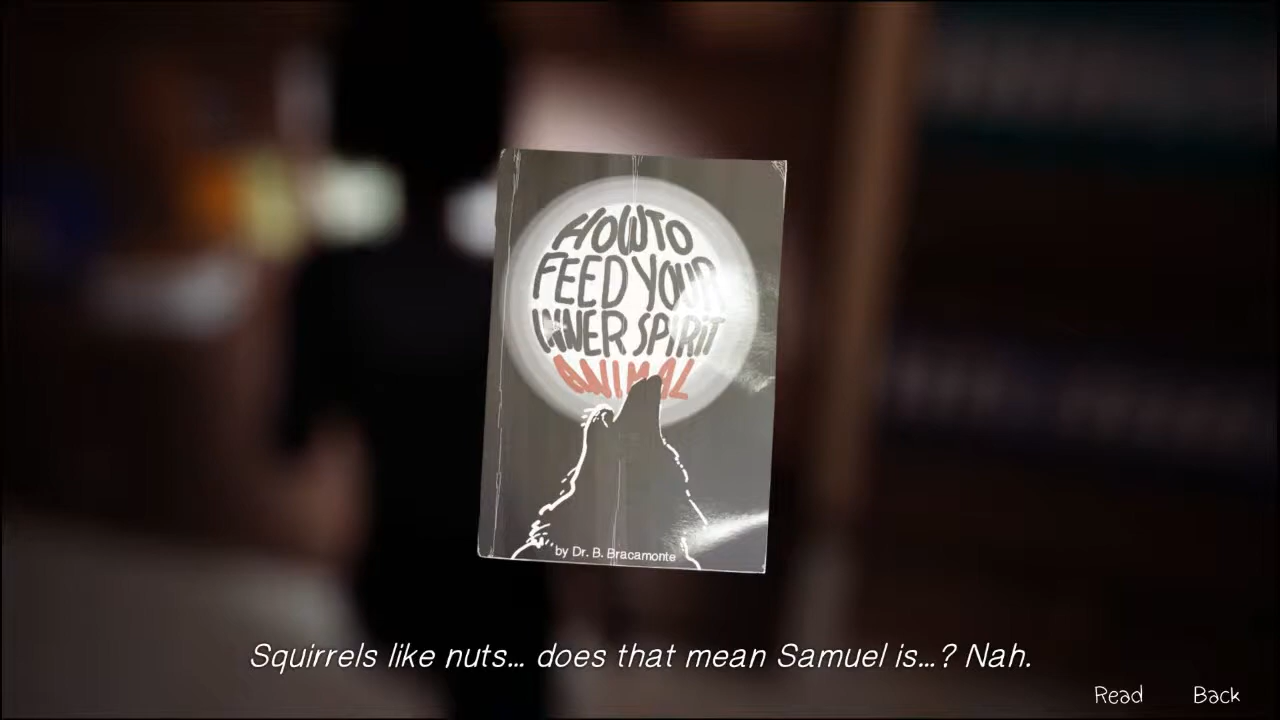 HOW TO
FEED YOUR
INNER SPIRIT
ANIMAL
by Dr. B. Bracamonte
Squirrels like nuts... does that mean Samuel is...? Nah.
Read Back